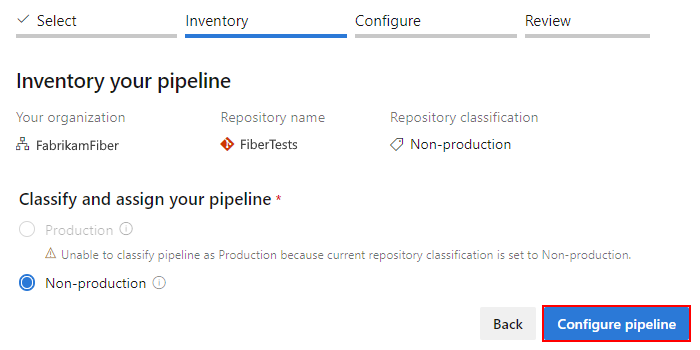 Select Inventory Configure Review
Inventory your pipeline
Your organization Repository name Repository classification
FabrikamFiber FiberTests Non-production
Classify and assign your pipeline *
Production
Unable to classify pipeline as Production because current repository classification is set to Non-production.
Non-production
Back Configure pipeline